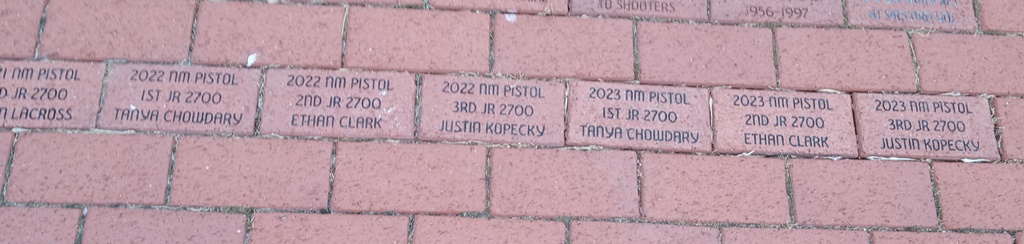 TO SHOOTERS
1956-1997
NM PISTOL
JR 2700
LACROSS
2022 NM PISTOL
1ST JR 2700
TANYA CHOWDARY
2022 NM PISTOL
2ND JR 2700
ETHAN CLARK
2022 NM PISTOL
3RD JR 2700
JUSTIN KOPECKY
2023 NM PISTOL
1ST JR 2700
TANYA CHOWDARY
2023 NM PISTOL
2ND JR 2700
ETHAN CLARK
2023 NM PISTOL
3RD JR 2700
JUSTIN KOPECKY